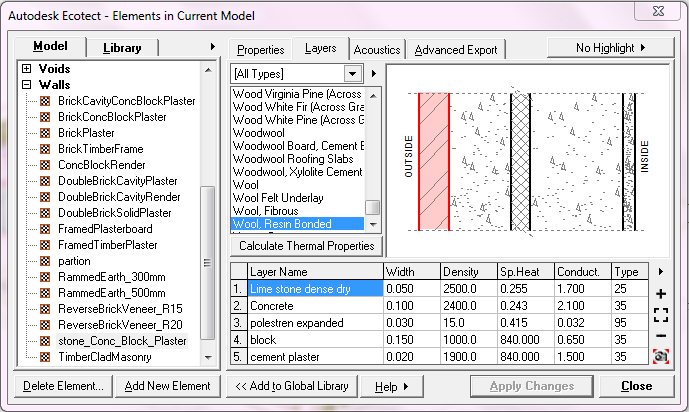 Autodesk Ecotect - Elements in Current Model
Model
Library
Voids
Walls
BrickCavityConcBlockPlaster
BrickConcBlockPlaster
BrickPlaster
BrickTimberFrame
ConcBlockRender
DoubleBrickCavityPlaster
DoubleBrickCavityRender
DoubleBrickSolidPlaster
FramedPlasterboard
FramedTimberPlaster
partion
RammedEarth_300mm
RammedEarth_500mm
ReverseBrickVeneer_R15
ReverseBrickVeneer_R20
stone_Conc_Block_Plaster
TimberCladMasonry
Delete Element...
Add New Element
Properties
Layers
Acoustics
Advanced Export
No Highlight
[All Types]
Wood Virginia Pine (Across
Wood White Fir (Across Gra
Wood White Pine (Across G
Woodwool
Woodwool Board, Cement B
Woodwool Roofing Slabs
Woodwool, Xylolite Cement
Wool
Wool Felt Underlay
Wool, Fibrous
Wool, Resin Bonded
Calculate Thermal Properties
OUTSIDE
INSIDE
Layer Name Width Density Sp.Heat Conduct. Type
1. Lime stone dense dry 0.050 2500.0 0.255 1.700 25
2. Concrete 0.100 2400.0 0.243 2.100 35
3. polestren expanded 0.030 15.0 0.415 0.032 95
4. block 0.150 1000.0 840.000 0.650 35
5. cement plaster 0.020 1900.0 840.000 1.500 35
<< Add to Global Library
Help
Apply Changes
Close